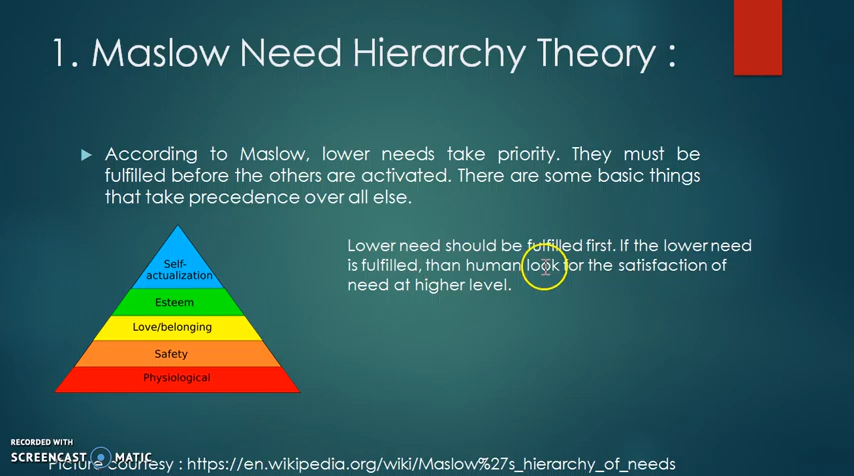 1. Maslow Need Hierarchy Theory :
According to Maslow, lower needs take priority. They must be
fulfilled before the others are activated. There are some basic things
that take precedence over all else.
Lower need should be fulfilled first. If the lower need
is fulfilled, than human look for the satisfaction of
need at higher level.
Self-
actualization
Esteem
Love/belonging
Safety
Physiological
RECORDED WITH
SCREENCAST MATIC
Picture courtesy : https://en.wikipedia.org/wiki/Maslow%27s_hierarchy_of_needs